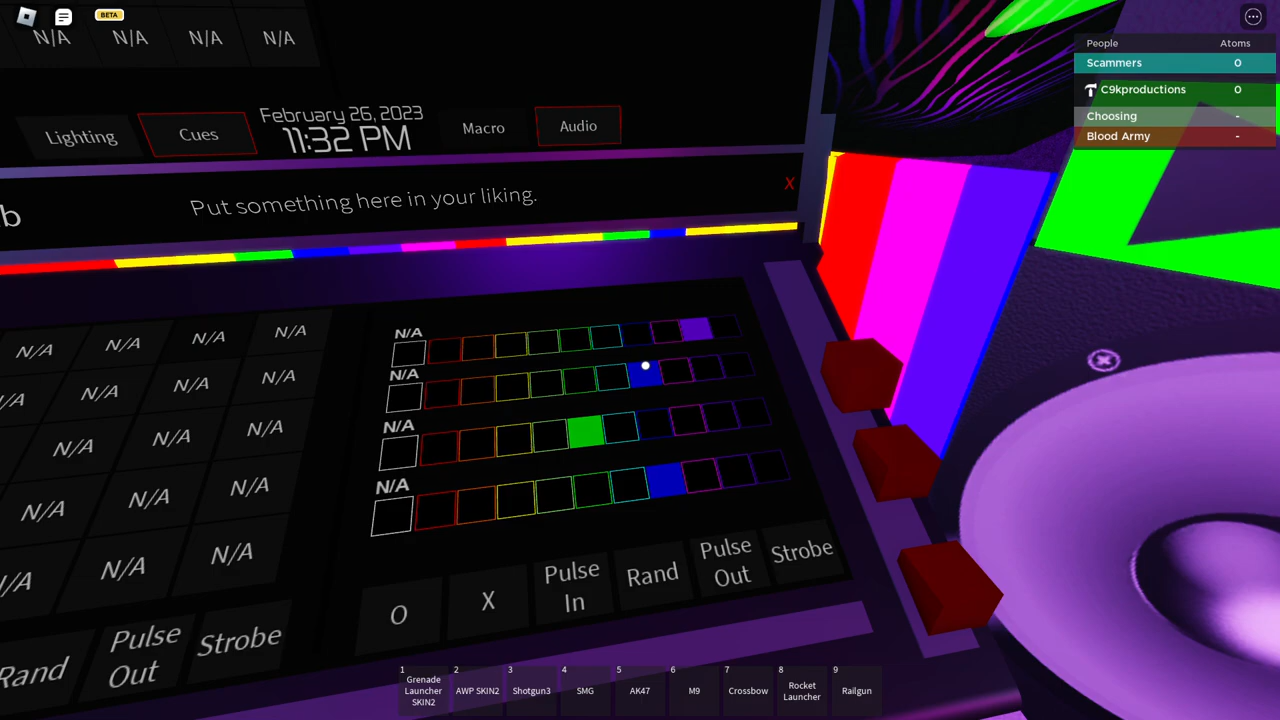 BETA
N/A N/A N/A N/A
People Atoms
Scammers 0
C9kproductions 0
Choosing -
Blood Army -
Lighting
Cues
February 26, 2023
11:32 PM
Macro
Audio
b
Put something here in your liking.
X
N/A N/A N/A N/A
N/A N/A N/A N/A
N/A N/A N/A
N/A N/A N/A
N/A N/A N/A
Rand
Pulse
Out
Strobe
N/A
N/A
N/A
N/A
O
X
Pulse
In
Rand
Pulse
Out
Strobe
1
Grenade
Launcher
SKIN2
2
AWP SKIN2
3
Shotgun3
4
SMG
5
AK47
6
M9
7
Crossbow
8
Rocket
Launcher
9
Railgun